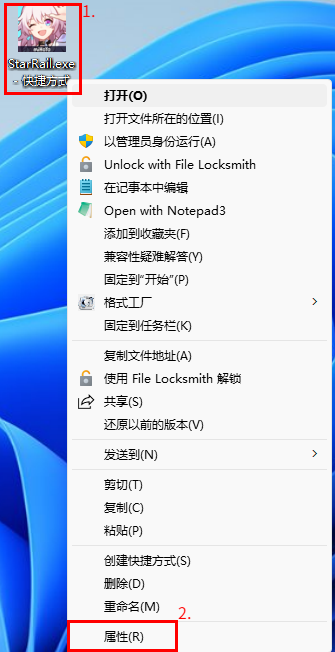 1.
StarRail.exe
- 快捷方式
打开(O)
打开文件所在的位置(I)
以管理员身份运行(A)
Unlock with File Locksmith
在记事本中编辑
Open with Notepad3
添加到收藏夹(F)
兼容性疑难解答(Y)
固定到"开始"(P)
格式工厂
固定到任务栏(K)
复制文件地址(A)
使用 File Locksmith 解锁
共享(S)
还原以前的版本(V)
发送到(N)
剪切(T)
复制(C)
粘贴(P)
创建快捷方式(S)
删除(D)
重命名(M)
2.
属性(R)